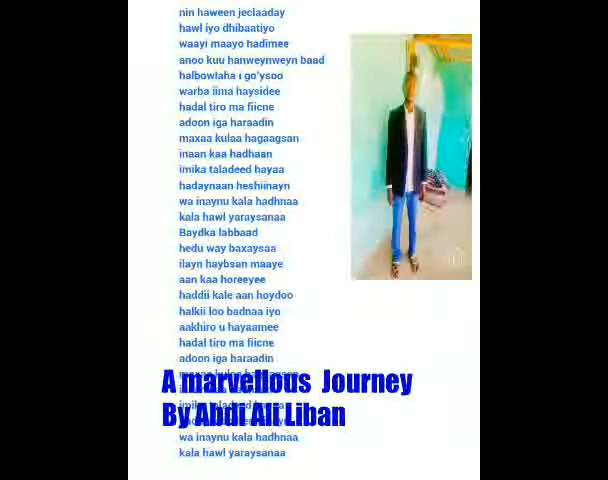 nin haween jeclaaday
hawl iyo dhibaatiyo
waayi maayo hadimee
anoo kuu hanweynweyn baad
halbowlaha i go'ysoo
warba iima haysidee
hadal tiro ma fiicne
adoon iga haraadin
maxaa kulaa hagaagsan
inaan kaa hadhaan
imika taladeed hayaa
hadaynaan heshiinayn
wa inaynu kala hadhnaa
kala hawl yaraysanaa
Baydka labbaad
hedu way baxaysaa
ilayn haybsan maaye
aan kaa horeeyee
haddii kale aan hoydoo
halkii loo badnaa iyo
aakhiro u hayaamee
hadal tiro ma fiicne
adoon iga haraadin
maxaa kulaa
A marvellous Journey
By Abdi Ali Liban
wa inaynu kala hadhnaa
kala hawl yaraysanaa